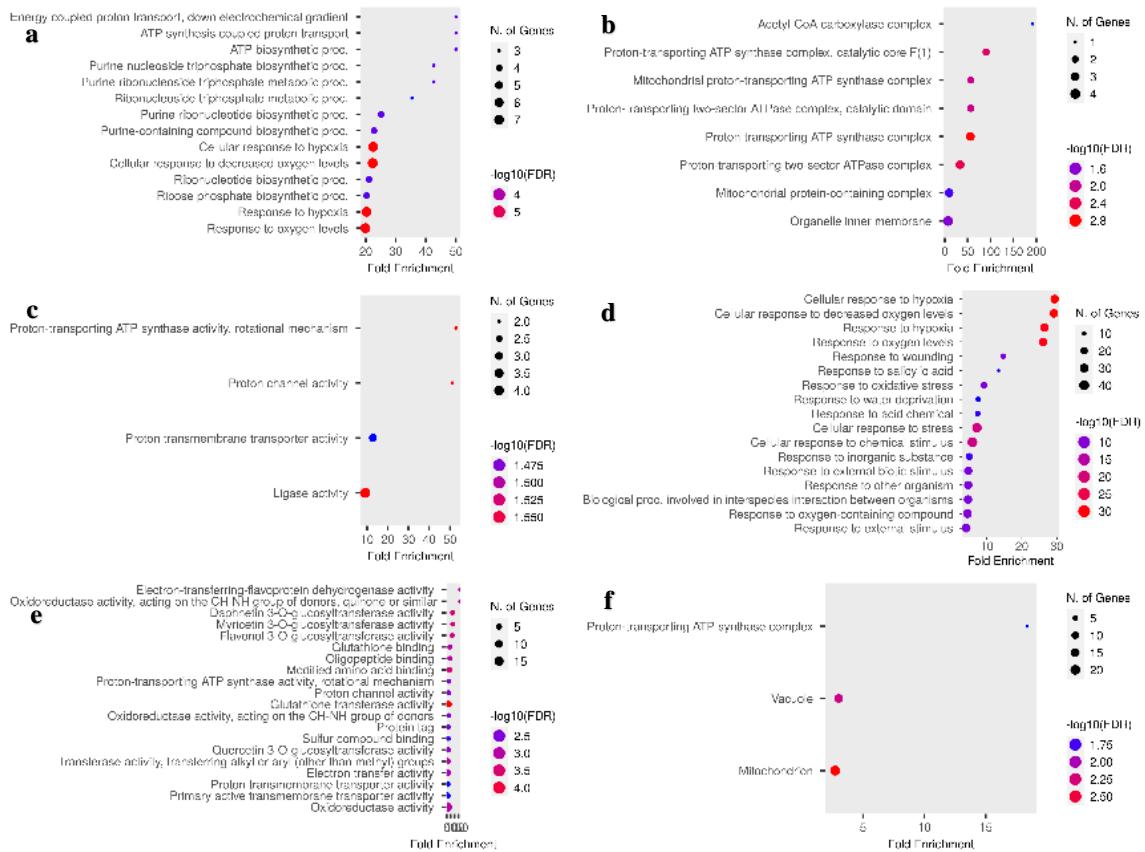 a
Energy coupled proton transport, down electrochemical gradient
ATP synthesis coupled proton transport
ATP biosynthetic proc.
Purine nucleoside triphosphate biosynthetic proc.
Purine ribonucleoside triphosphate metabolic proc.
Ribonucleoside triphosphate metabolic proc.
Purine ribonucleotide biosynthetic proc.
Purine-containing compound biosynthetic proc.
Cellular response to hypoxia
Cellular response to decreased oxygen levels
Ribonucleotide biosynthetic proc.
Ribose phosphate biosynthetic proc.
Response to hypoxia
Response to oxygen levels
20 30 40 50
Fold Enrichment
N. of Genes
3
4
5
6
7
-log10(FDR)
4
5
b
Acetyl CoA carboxylase complex
Proton-transporting ATP synthase complex, catalytic core F(1)
Mitochondrial proton-transporting ATP synthase complex
Proton-transporting two-sector ATPase complex, catalytic domain
Proton transporting ATP synthase complex
Proton-transporting two sector ATPase complex
Mitochondrial protein-containing complex
Organelle inner membrane
0 50 100 150 200
Fold Enrichment
N. of Genes
1
2
3
4
-log10(FDR)
1.6
2.0
2.4
2.8
c
Proton-transporting ATP synthase activity, rotational mechanism
Proton channel activity
Proton transmembrane transporter activity
Ligase activity
10 20 30 40 50
Fold Enrichment
N. of Genes
2.0
2.5
3.0
3.5
4.0
-log10(FDR)
1.475
1.500
1.525
1.550
d
Cellular response to hypoxia
Cellular response to decreased oxygen levels
Response to hypoxia
Response to oxygen levels
Response to wounding
Response to salicylic acid
Response to oxidative stress
Response to water deprivation
Response to acid chemical
Cellular response to stress
Cellular response to chemical stimulus
Response to inorganic substance
Response to external biotic stimulus
Response to other organism
Biological proc. involved in interspecies interaction between organisms
Response to oxygen-containing compound
Response to external stimulus
10 20 30
Fold Enrichment
N. of Genes
10
20
30
40
-log10(FDR)
10
15
20
25
30
e
Electron-transferring-flavoprotein dehydrogenase activity
Oxidoreductase activity, acting on the CH NH group of donors, quinone or similar
Daphnetin 3-O-glucosyltransferase activity
Myricetin 3-O-glucosyltransferase activity
Flavonol 3 O glucosyltransferase activity
Glutathione binding
Oligopeptide binding
Modified amino acid binding
Proton-transporting ATP synthase activity, rotational mechanism
Proton channel activity
Glutathione transferase activity
Oxidoreductase activity, acting on the CH-NH group of donors
Protein tag
Sulfur compound binding
Quercetin 3 O glucosyltransferase activity
Transferase activity, transferring alkyl or aryl (other than methyl) groups
Electron transfer activity
Proton transmembrane transporter activity
Primary active transmembrane transporter activity
Oxidoreductase activity
Fold Enrichment
N. of Genes
5
10
15
-log10(FDR)
2.5
3.0
3.5
4.0
f
Proton-transporting ATP synthase complex
Vacuole
Mitochondrion
5 10 15
Fold Enrichment
N. of Genes
5
10
15
20
-log10(FDR)
1.75
2.00
2.25
2.50